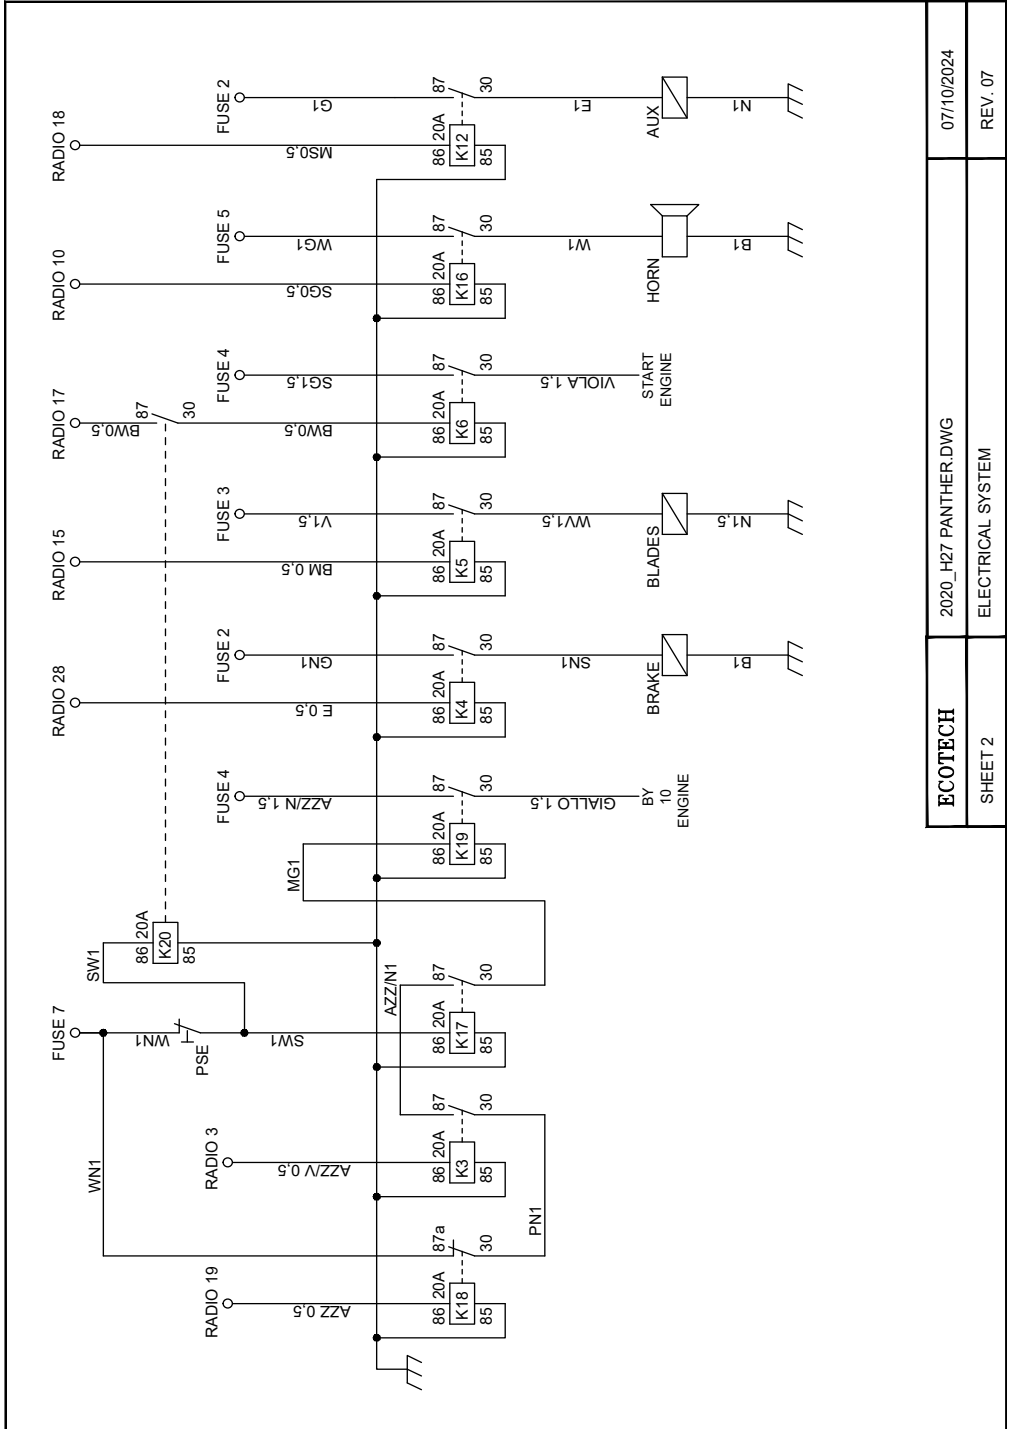 RADIO 19
AZZ 0,5
86 20A
K18
85
87a
30
WN1
PN1
RADIO 3
AZZ/V 0,5
86 20A
K3
85
87
30
FUSE 7
WN1
PSE
SW1
SW1
86 20A
K17
85
87
30
AZZ/N1
86 20A
K20
85
MG1
FUSE 4
AZZ/N 1,5
86 20A
K19
85
87
30
GIALLO 1,5
BY
10
ENGINE
RADIO 28
E 0,5
FUSE 2
GN1
86 20A
K4
85
87
30
SN1
BRAKE
B1
RADIO 15
BM 0,5
FUSE 3
V1,5
86 20A
K5
85
87
30
WV1,5
BLADES
N1,5
RADIO 17
BW0,5
87
30
BW0,5
FUSE 4
SG1,5
86 20A
K6
85
87
30
VIOLA 1,5
START
ENGINE
RADIO 10
SG0,5
FUSE 5
WG1
86 20A
K16
85
87
30
W1
HORN
B1
RADIO 18
MS0,5
FUSE 2
G1
86 20A
K12
85
87
30
E1
AUX
N1
ECOTECH
2020_H27 PANTHER.DWG
07/10/2024
SHEET 2
ELECTRICAL SYSTEM
REV. 07